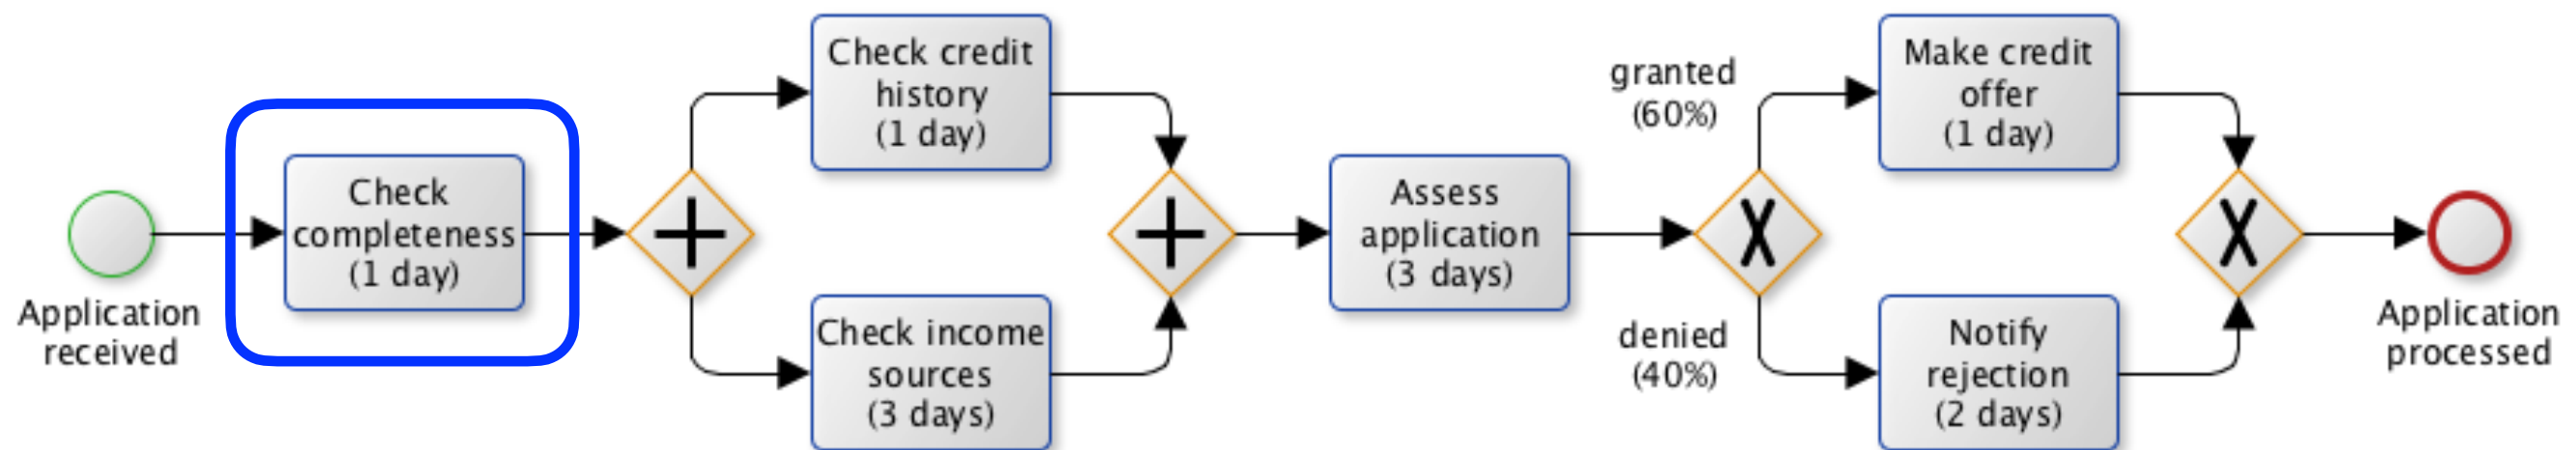 Application
received
Check
completeness
(1 day)
Check credit
history
(1 day)
Check income
sources
(3 days)
Assess
application
(3 days)
granted
(60%)
denied
(40%)
Make credit
offer
(1 day)
Notify
rejection
(2 days)
Application
processed